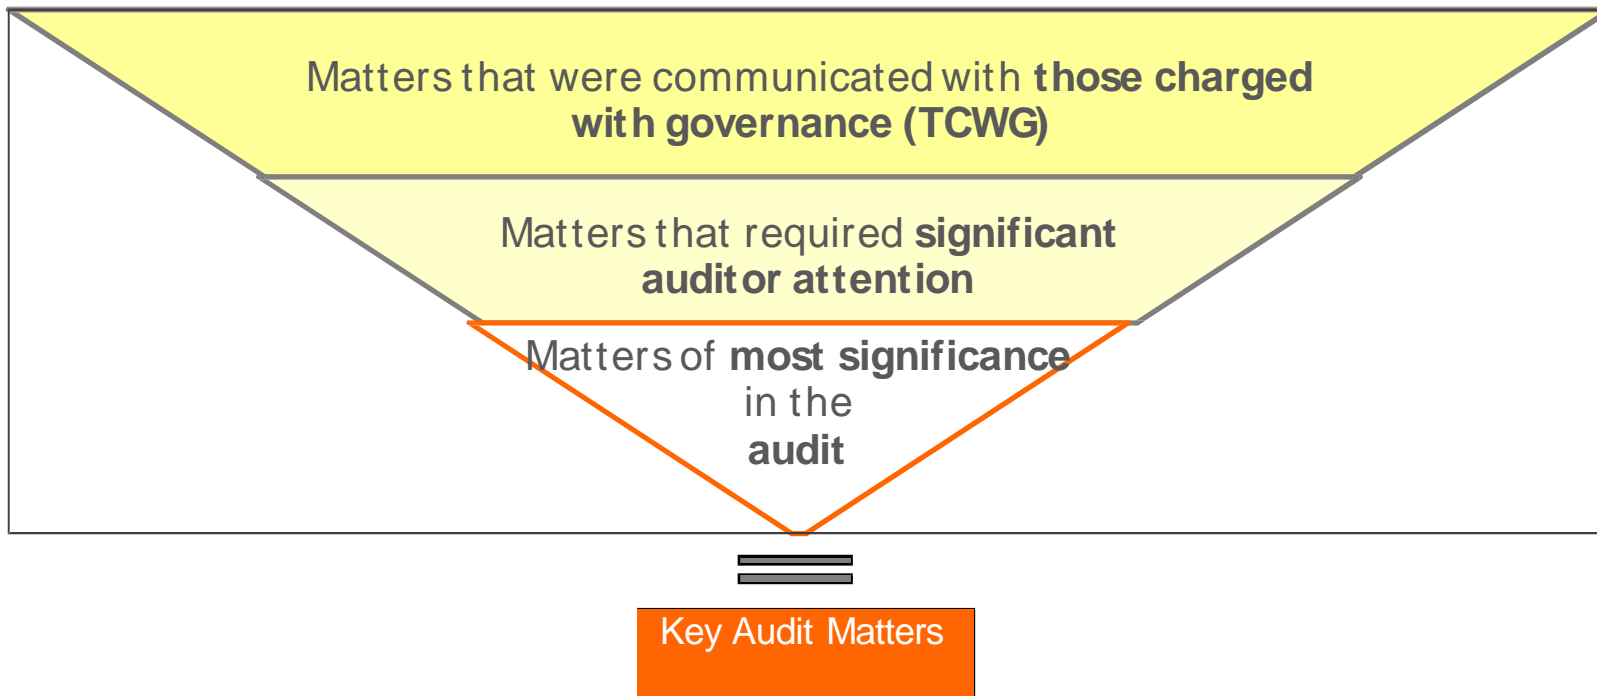 Matters that were communicated with those charged
with governance (TCWG)
Matters that required significant
auditor attention
Matters of most significance
in the
audit
Key Audit Matters